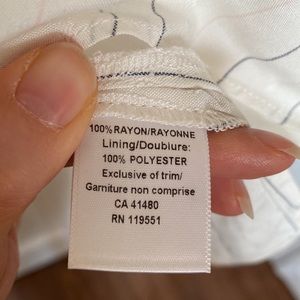 100% RAYON/RAYONNE
Lining/Doublure:
100% POLYESTER
Exclusive of trim/
Garniture non comprise
CA 41480
RN 119551